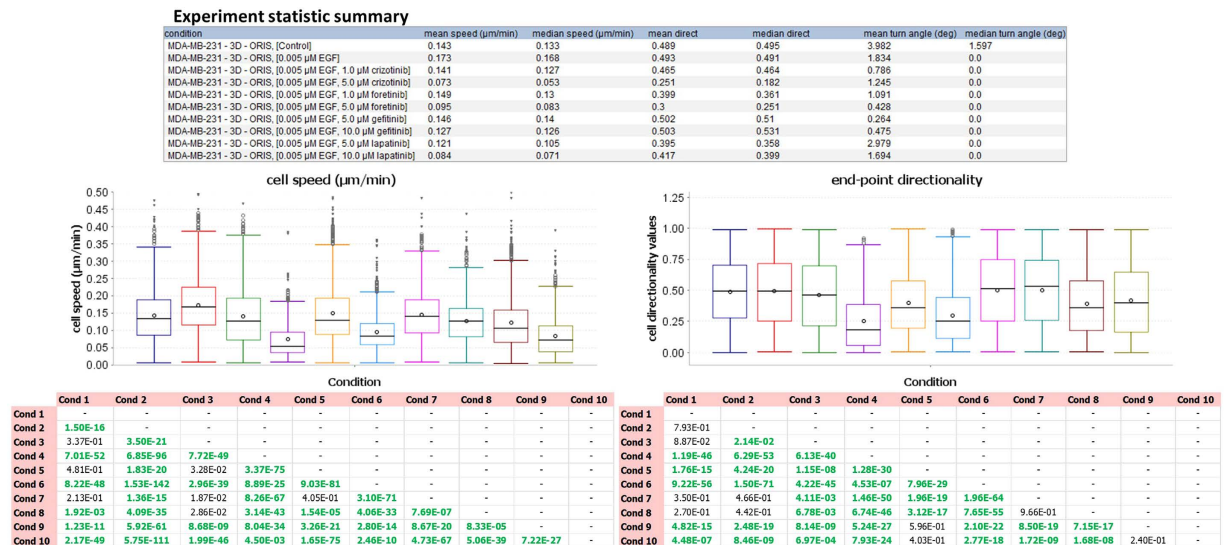 Experiment statistic summary
condition mean speed (µm/min) median speed (µm/min) mean direct median direct mean turn angle (deg) median turn angle (deg)
MDA-MB-231 - 3D - ORIS, [Control] 0.143 0.133 0.489 0.495 3.982 1.597
MDA-MB-231 - 3D - ORIS, [0.005 µM EGF] 0.173 0.168 0.493 0.491 1.834 0.0
MDA-MB-231 - 3D - ORIS, [0.005 µM EGF, 1.0 µM crizotinib] 0.141 0.127 0.465 0.464 0.786 0.0
MDA-MB-231 - 3D - ORIS, [0.005 µM EGF, 5.0 µM crizotinib] 0.073 0.053 0.251 0.182 1.245 0.0
MDA-MB-231 - 3D - ORIS, [0.005 µM EGF, 1.0 µM foretinib] 0.149 0.13 0.399 0.361 1.091 0.0
MDA-MB-231 - 3D - ORIS, [0.005 µM EGF, 5.0 µM foretinib] 0.095 0.083 0.3 0.251 0.428 0.0
MDA-MB-231 - 3D - ORIS, [0.005 µM EGF, 5.0 µM gefitinib] 0.146 0.14 0.502 0.51 0.264 0.0
MDA-MB-231 - 3D - ORIS, [0.005 µM EGF, 10.0 µM gefitinib] 0.127 0.126 0.503 0.531 0.475 0.0
MDA-MB-231 - 3D - ORIS, [0.005 µM EGF, 5.0 µM lapatinib] 0.121 0.105 0.395 0.358 2.979 0.0
MDA-MB-231 - 3D - ORIS, [0.005 µM EGF, 10.0 µM lapatinib] 0.084 0.071 0.417 0.399 1.694 0.0
cell speed (µm/min)
cell speed (µm/min)
0.50
0.45
0.40
0.35
0.30
0.25
0.20
0.15
0.10
0.05
0.00
Condition
end-point directionality
cell directionality values
1.25
1.00
0.75
0.50
0.25
0.00
Condition
Cond 1 Cond 2 Cond 3 Cond 4 Cond 5 Cond 6 Cond 7 Cond 8 Cond 9 Cond 10
Cond 1 - - - - - - - - - -
Cond 2 1.50E-16 - - - - - - - - -
Cond 3 3.37E-01 3.50E-21 - - - - - - - -
Cond 4 7.01E-52 6.85E-96 7.72E-49 - - - - - - -
Cond 5 4.81E-01 1.83E-20 3.28E-02 3.37E-75 - - - - - -
Cond 6 8.22E-48 1.53E-142 2.96E-39 8.89E-25 9.03E-81 - - - - -
Cond 7 2.13E-01 1.36E-15 1.87E-02 8.26E-67 4.05E-01 3.10E-71 - - - -
Cond 8 1.92E-03 4.09E-35 2.86E-02 3.14E-43 1.54E-05 4.06E-33 7.69E-07 - - -
Cond 9 1.23E-11 5.92E-61 8.68E-09 8.04E-34 3.26E-21 2.80E-14 8.67E-20 8.33E-05 - -
Cond 10 2.17E-49 5.75E-111 1.99E-46 4.50E-03 1.65E-75 2.46E-10 4.73E-67 5.06E-39 7.22E-27 -
Cond 1 Cond 2 Cond 3 Cond 4 Cond 5 Cond 6 Cond 7 Cond 8 Cond 9 Cond 10
Cond 1 - - - - - - - - - -
Cond 2 7.93E-01 - - - - - - - - -
Cond 3 8.87E-02 2.14E-02 - - - - - - - -
Cond 4 1.19E-46 6.29E-53 6.13E-40 - - - - - - -
Cond 5 1.76E-15 4.24E-20 1.15E-08 1.28E-30 - - - - - -
Cond 6 9.22E-56 1.50E-71 4.22E-45 4.53E-07 7.96E-29 - - - - -
Cond 7 3.50E-01 4.66E-01 4.11E-03 1.46E-50 1.96E-19 1.96E-64 - - - -
Cond 8 2.70E-01 4.42E-01 6.78E-03 6.74E-46 3.12E-17 7.65E-55 9.66E-01 - - -
Cond 9 4.82E-15 2.48E-19 8.14E-09 5.24E-27 5.96E-01 2.10E-22 8.50E-19 7.15E-17 - -
Cond 10 4.48E-07 8.46E-09 6.97E-04 7.93E-24 4.03E-01 2.77E-18 1.72E-09 1.68E-08 2.40E-01 -